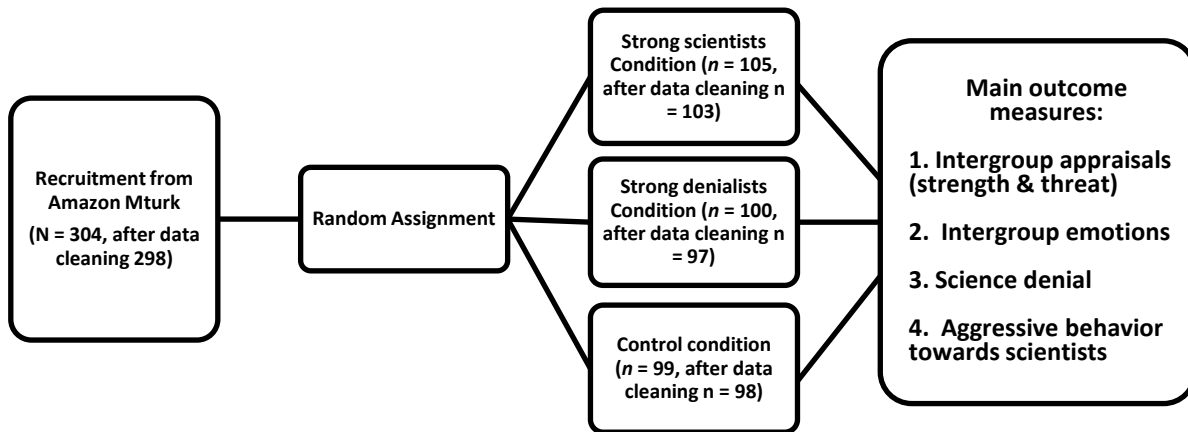 Recruitment from
Amazon Mturk
(N = 304, after data
cleaning 298)
Random Assignment
Strong scientists
Condition (n = 105,
after data cleaning n
= 103)
Strong denialists
Condition (n = 100,
after data cleaning n
= 97)
Control condition
(n = 99, after data
cleaning n = 98)
Main outcome
measures:
1. Intergroup appraisals
(strength & threat)
2. Intergroup emotions
3. Science denial
4. Aggressive behavior
towards scientists